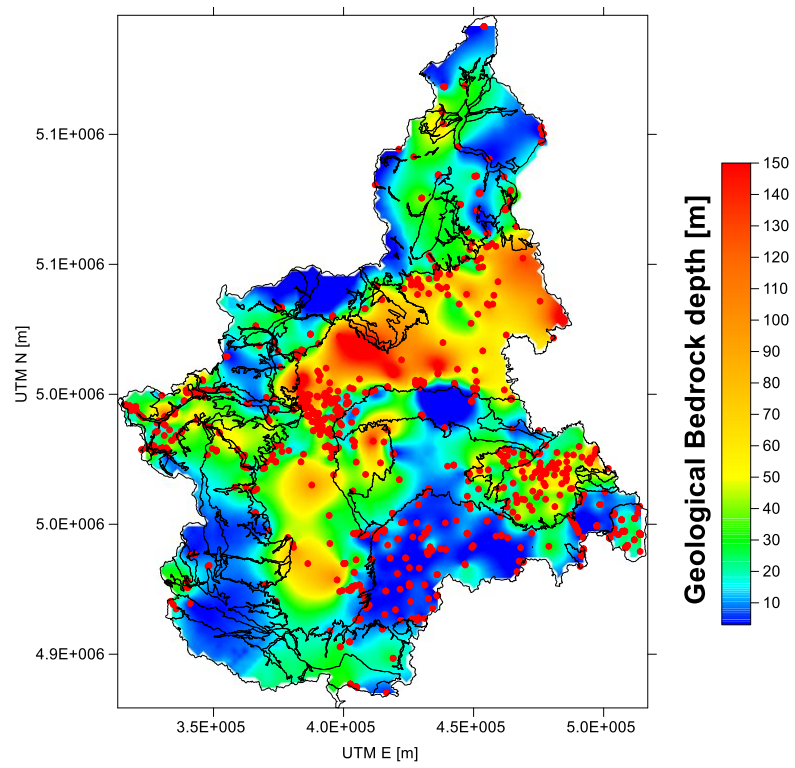 5.1E+006
5.1E+006
5.0E+006
5.0E+006
4.9E+006
UTM N [m]
3.5E+005
4.0E+005
4.5E+005
5.0E+005
UTM E [m]
Geological Bedrock depth [m]
150
140
130
120
110
100
90
80
70
60
50
40
30
20
10